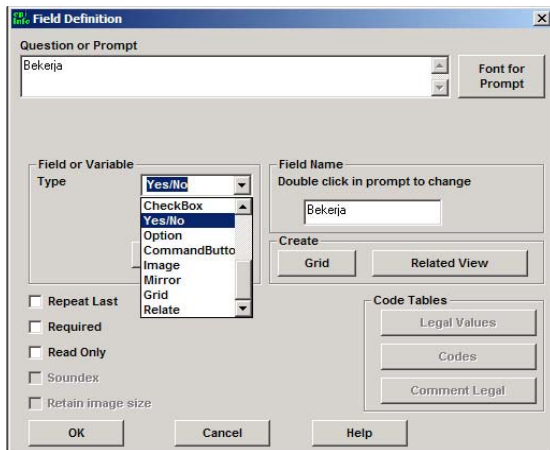 Epi Info Field Definition
Question or Prompt
Bekerja
Font for Prompt
Field or Variable
Type
Yes/No
CheckBox
Yes/No
Option
CommandButto
Image
Mirror
Grid
Relate
Field Name
Double click in prompt to change
Bekerja
Create
Grid
Related View
Repeat Last
Required
Read Only
Soundex
Retain image size
Code Tables
Legal Values
Codes
Comment Legal
OK
Cancel
Help